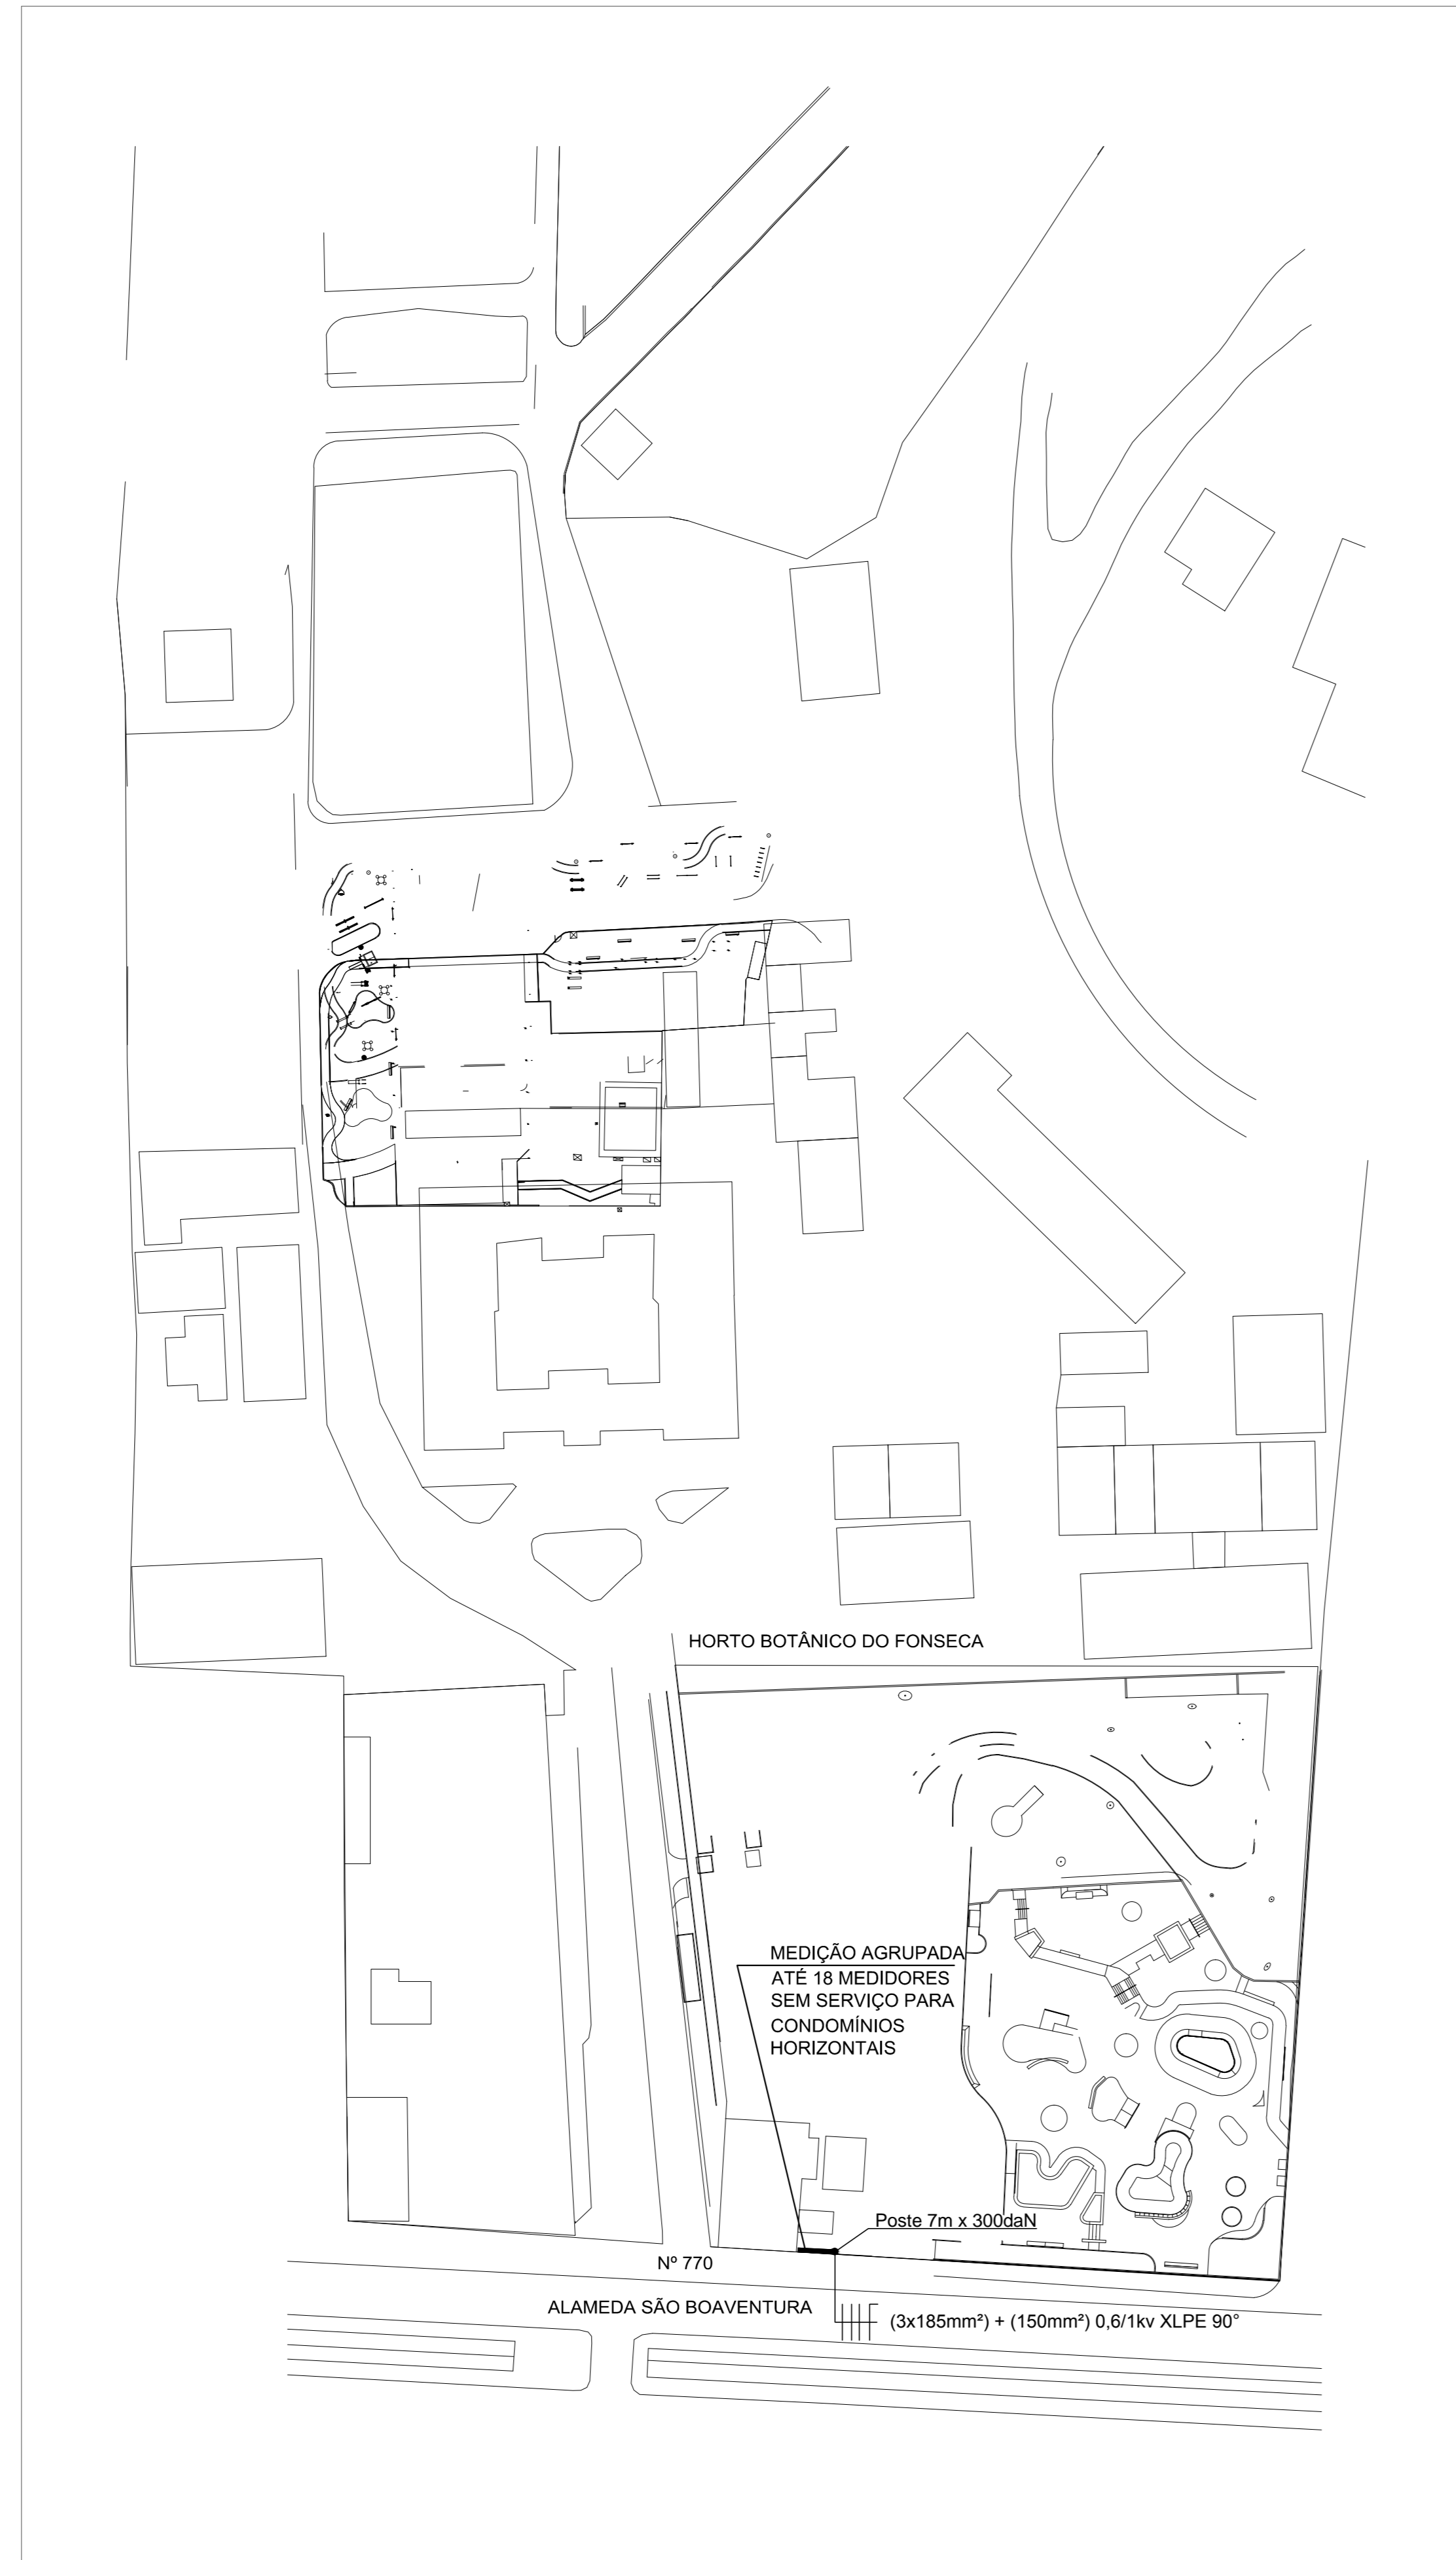 HORTO BOTÂNICO DO FONSECA
MEDIÇÃO AGRUPADA
ATÉ 18 MEDIDORES
SEM SERVIÇO PARA
CONDOMÍNIOS
HORIZONTAIS
Poste 7m x 300daN
Nº 770
ALAMEDA SÃO BOAVENTURA
(3x185mm²) + (150mm²) 0,6/1kv XLPE 90°